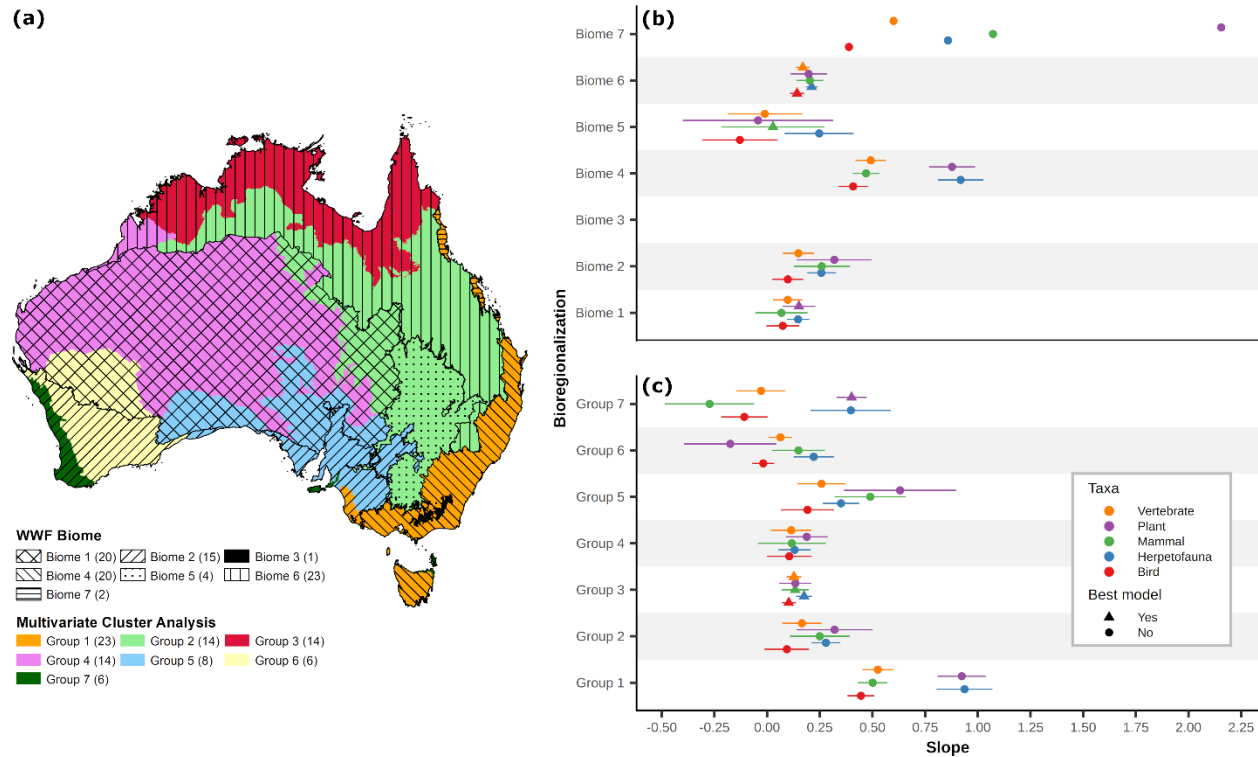 (a)
WWF Biome
Biome 1 (20) Biome 2 (15) Biome 3 (1)
Biome 4 (20) Biome 5 (4) Biome 6 (23)
Biome 7 (2)
Multivariate Cluster Analysis
Group 1 (23) Group 2 (14) Group 3 (14)
Group 4 (14) Group 5 (8) Group 6 (6)
Group 7 (6)
Bioregionalization
(b)
Biome 7
Biome 6
Biome 5
Biome 4
Biome 3
Biome 2
Biome 1
(c)
Group 7
Group 6
Group 5
Group 4
Group 3
Group 2
Group 1
Taxa
Vertebrate
Plant
Mammal
Herpetofauna
Bird
Best model
Yes
No
-0.50 -0.25 0.00 0.25 0.50 0.75 1.00 1.25 1.50 1.75 2.00 2.25
Slope